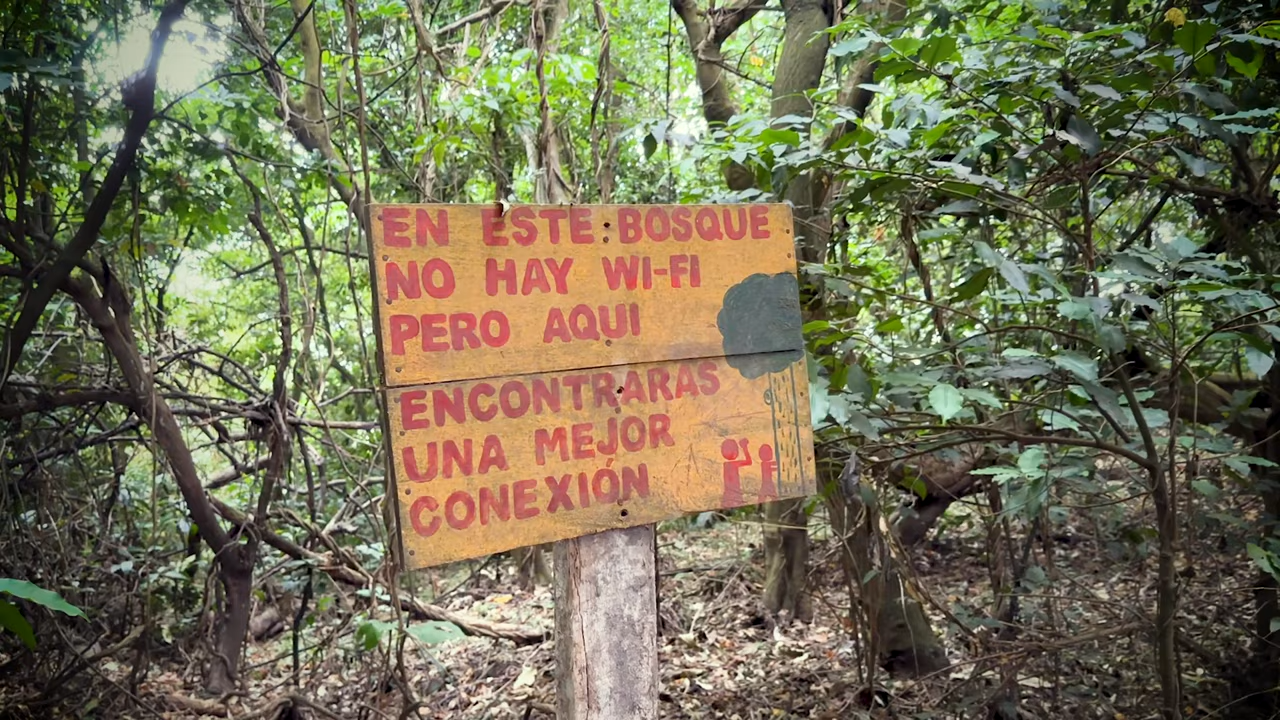 EN ESTE BOSQUE
NO HAY WI-FI
PERO AQUI
ENCONTRARAS
UNA MEJOR
CONEXIÓN